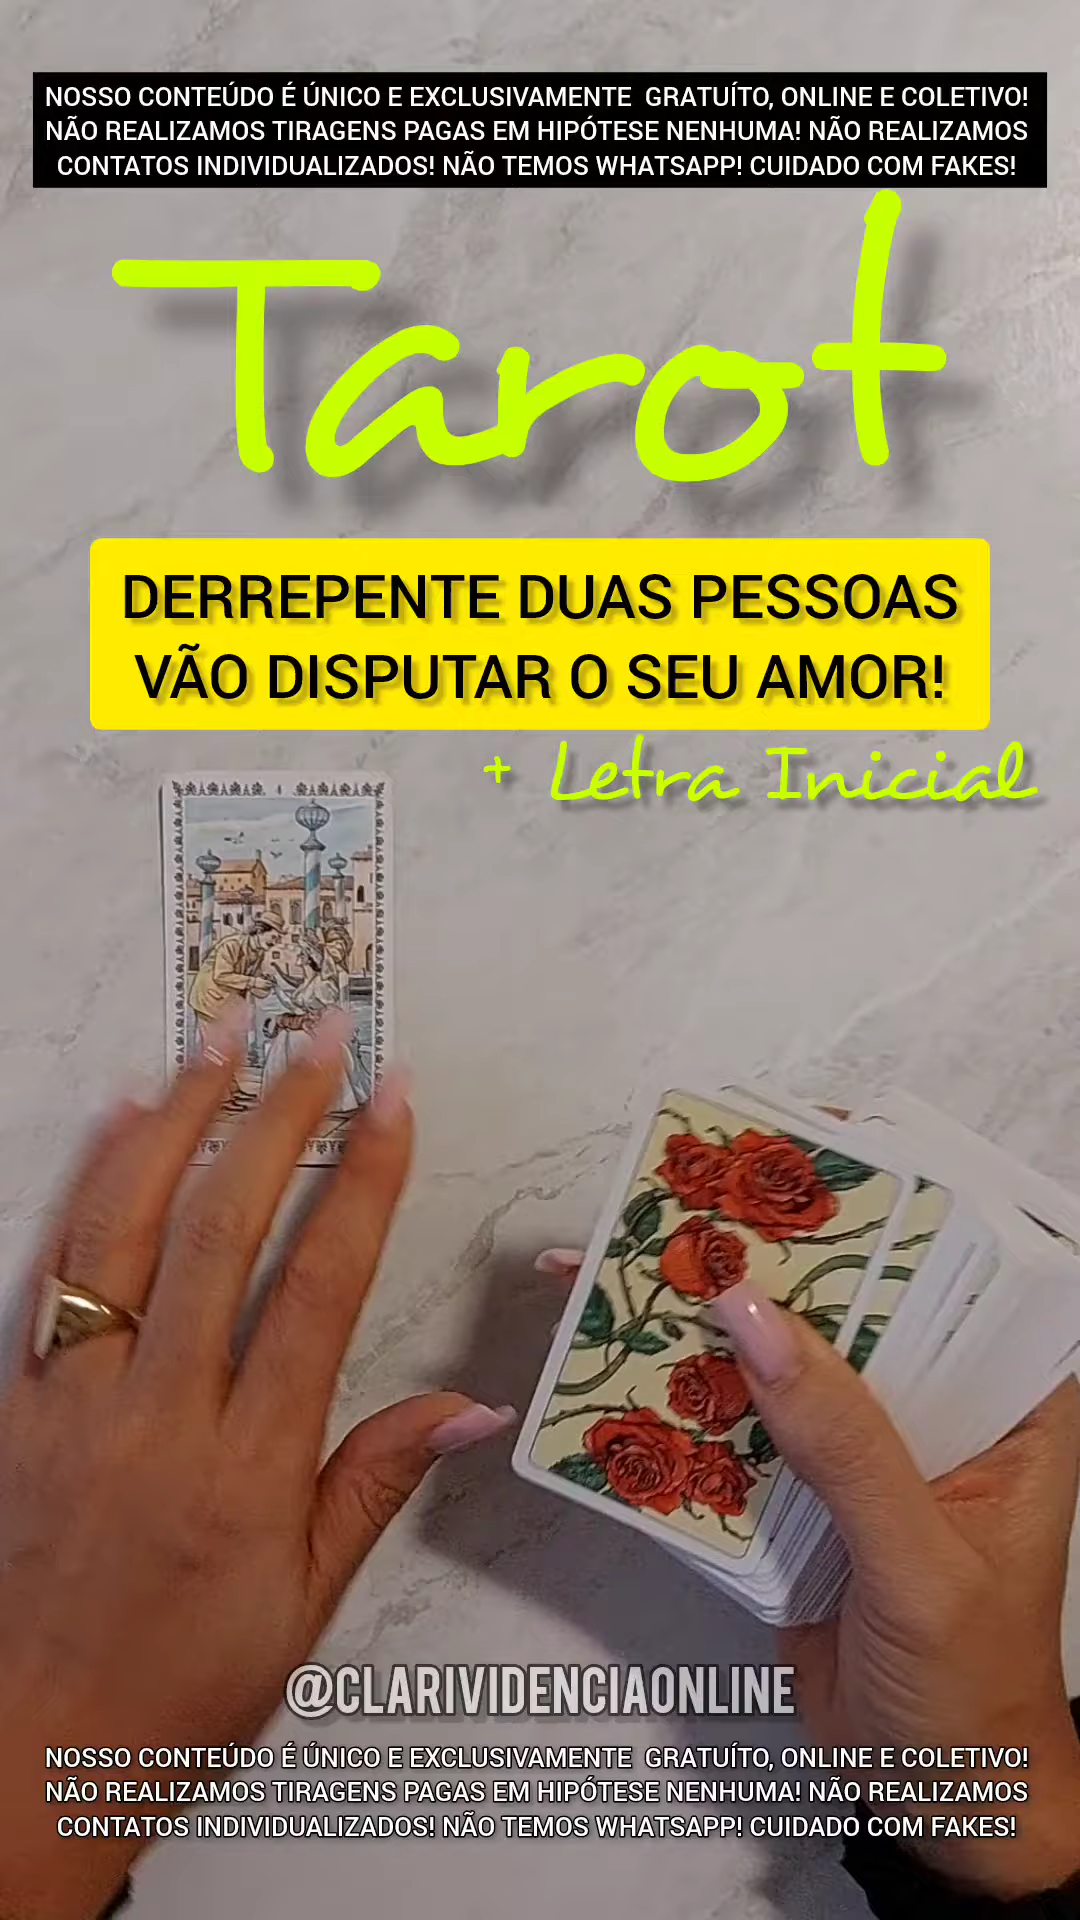 NOSSO CONTEÚDO É ÚNICO E EXCLUSIVAMENTE GRATUÍTO, ONLINE E COLETIVO!
NÃO REALIZAMOS TIRAGENS PAGAS EM HIPÓTESE NENHUMA! NÃO REALIZAMOS
CONTATOS INDIVIDUALIZADOS! NÃO TEMOS WHATSAPP! CUIDADO COM FAKES!
Tarot
DERREPENTE DUAS PESSOAS
VÃO DISPUTAR O SEU AMOR!
+ Letra Inicial
@CLARIVIDENCIAONLINE
NOSSO CONTEÚDO É ÚNICO E EXCLUSIVAMENTE GRATUÍTO, ONLINE E COLETIVO!
NÃO REALIZAMOS TIRAGENS PAGAS EM HIPÓTESE NENHUMA! NÃO REALIZAMOS
CONTATOS INDIVIDUALIZADOS! NÃO TEMOS WHATSAPP! CUIDADO COM FAKES!